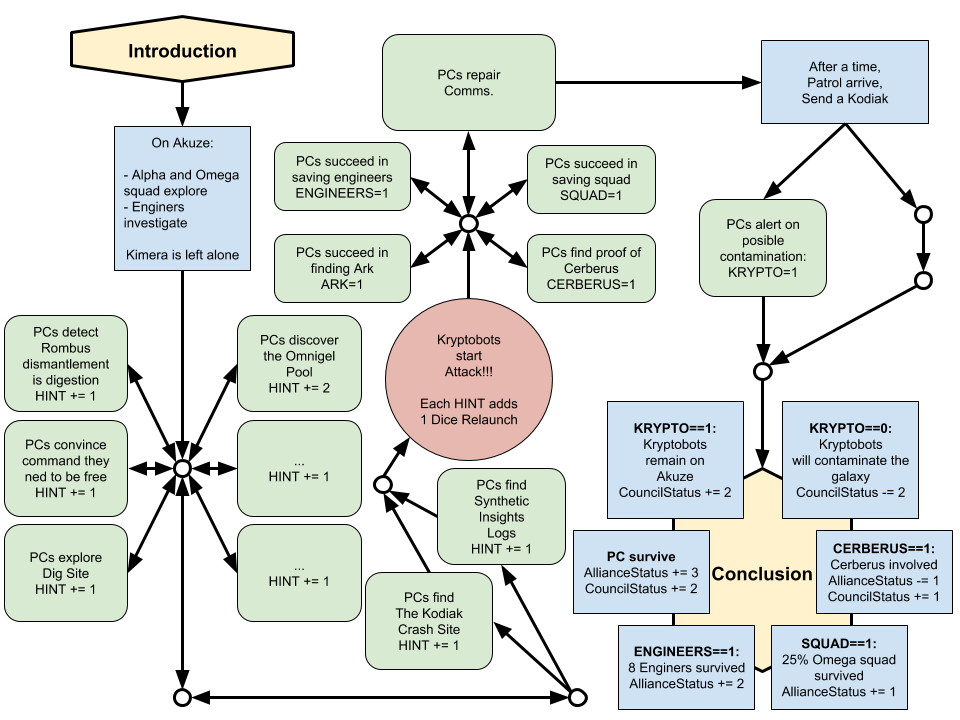 Introduction
On Akuze:
- Alpha and Omega
squad explore
- Enginers
investigate
Kimera is left alone
PCs detect
Rombus
dismantlement
is digestion
HINT += 1
PCs discover
the Omnigel
Pool
HINT += 2
PCs convince
command they
ned to be free
HINT += 1
...
HINT += 1
PCs explore
Dig Site
HINT += 1
...
HINT += 1
PCs repair
Comms.
PCs succeed in
saving engineers
ENGINEERS=1
PCs succeed in
saving squad
SQUAD=1
PCs succeed in
finding Ark
ARK=1
PCs find proof of
Cerberus
CERBERUS=1
Kryptobots
start
Attack!!!
Each HINT adds
1 Dice Relaunch
PCs find
Synthetic
Insights
Logs
HINT += 1
PCs find
The Kodiak
Crash Site
HINT += 1
After a time,
Patrol arrive,
Send a Kodiak
PCs alert on
posible
contamination:
KRYPTO=1
KRYPTO==1:
Kryptobots
remain on
Akuze
CouncilStatus += 2
KRYPTO==0:
Kryptobots
will contaminate the
galaxy
CouncilStatus -= 2
PC survive
AllianceStatus += 3
CouncilStatus += 2
Conclusion
CERBERUS==1:
Cerberus involved
AllianceStatus -= 1
CouncilStatus += 1
ENGINEERS==1:
8 Enginers survived
AllianceStatus += 2
SQUAD==1:
25% Omega squad
survived
AllianceStatus += 1